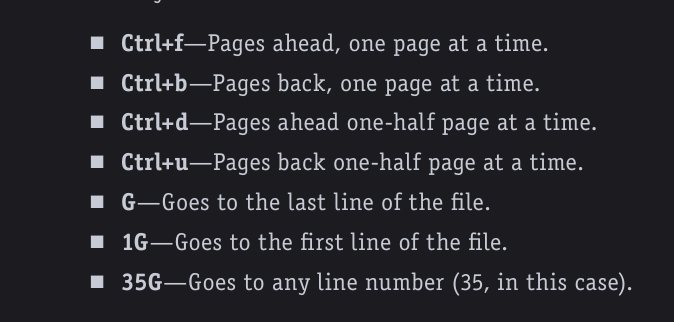 ■ Ctrl+f—Pages ahead, one page at a time.
■ Ctrl+b—Pages back, one page at a time.
■ Ctrl+d—Pages ahead one-half page at a time.
■ Ctrl+u—Pages back one-half page at a time.
■ G—Goes to the last line of the file.
■ 1G—Goes to the first line of the file.
■ 35G—Goes to any line number (35, in this case).